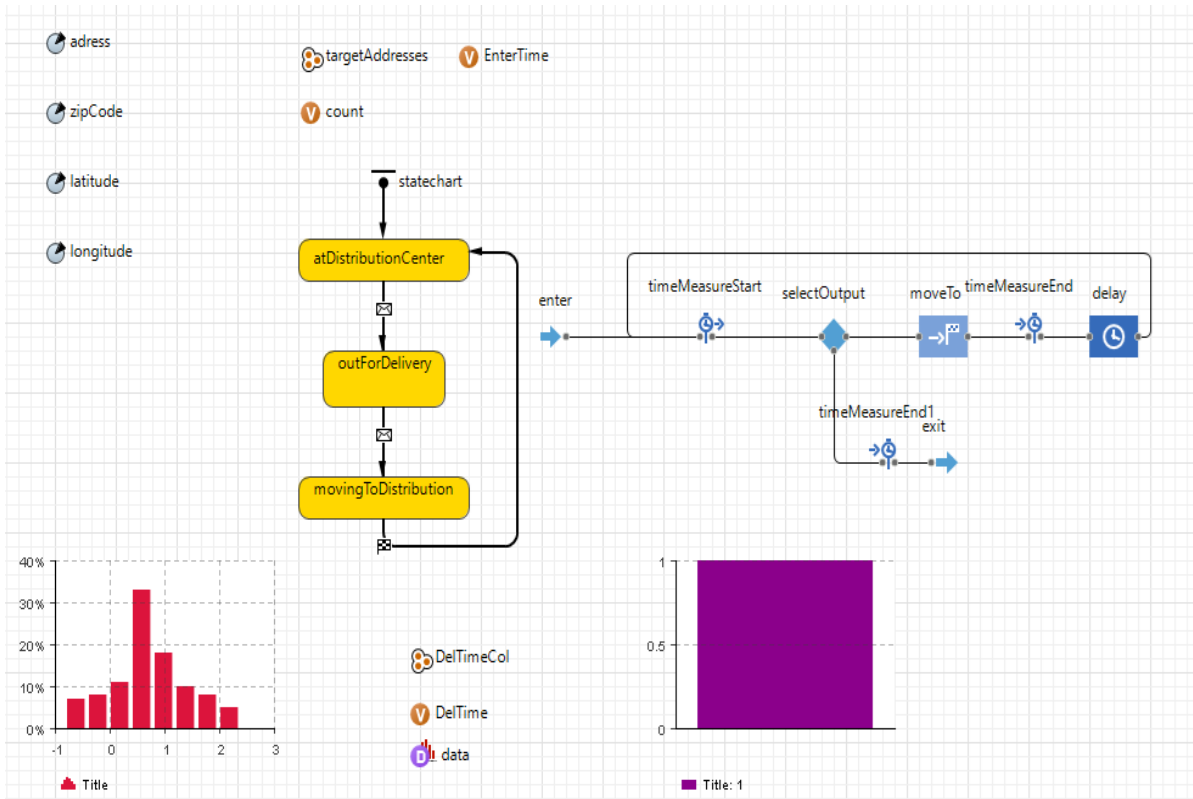 adress
targetAddresses
V EnterTime
zipCode
V count
latitude
statechart
longitude
atDistributionCenter
outForDelivery
movingToDistribution
enter
timeMeasureStart
selectOutput
moveTo
timeMeasureEnd
delay
timeMeasureEnd1
exit
40%
30%
20%
10%
0%
-1 0 1 2 3
Title
DelTimeCol
V DelTime
D data
1
0.5
0
Title: 1